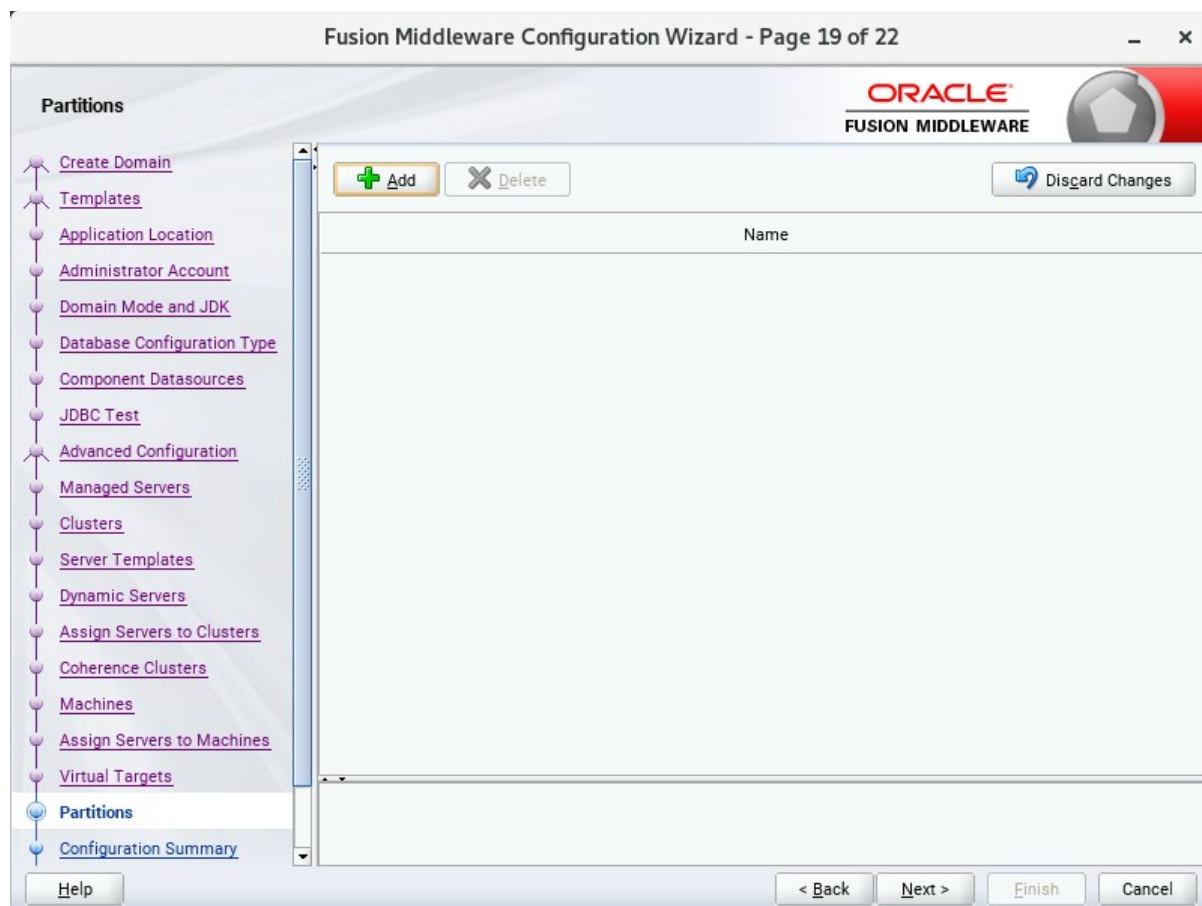 Fusion Middleware Configuration Wizard - Page 19 of 22
Partitions
ORACLE
FUSION MIDDLEWARE
Create Domain
Templates
Application Location
Administrator Account
Domain Mode and JDK
Database Configuration Type
Component Datasources
JDBC Test
Advanced Configuration
Managed Servers
Clusters
Server Templates
Dynamic Servers
Assign Servers to Clusters
Coherence Clusters
Machines
Assign Servers to Machines
Virtual Targets
Partitions
Configuration Summary
Add Delete Discard Changes
Name
Help < Back Next > Finish Cancel